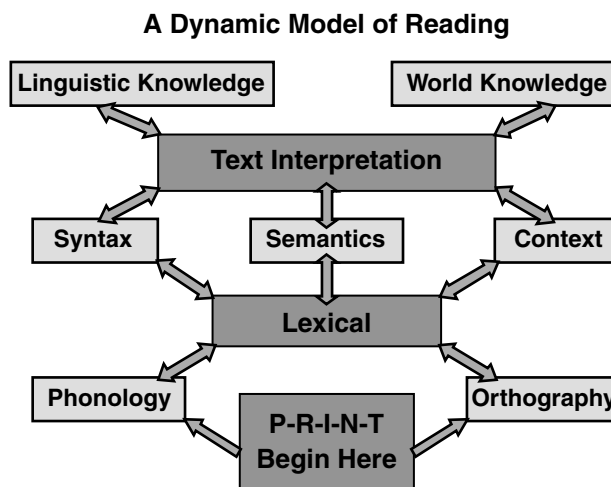 A Dynamic Model of Reading
Linguistic Knowledge
World Knowledge
Text Interpretation
Syntax
Semantics
Context
Lexical
Phonology
P-R-I-N-T
Begin Here
Orthography